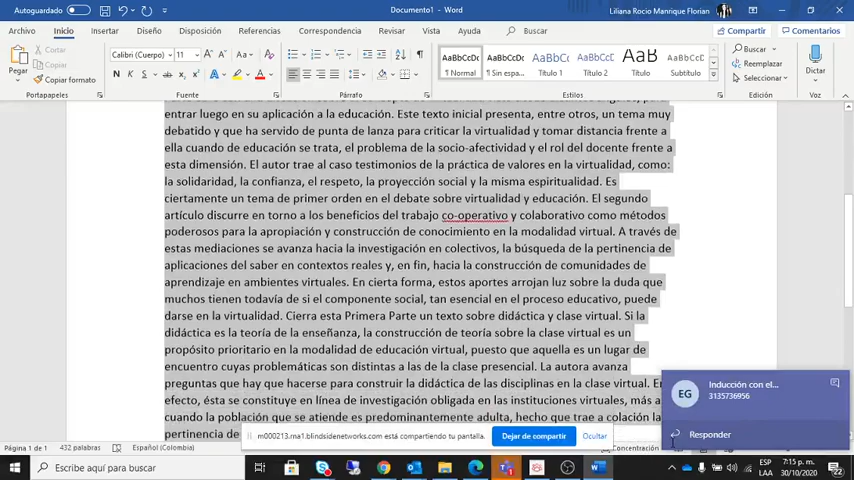 Autoguardado
Documento1 - Word
Liliana Rocio Manrique Florian
Archivo Inicio Insertar Diseño Disposición Referencias Correspondencia Revisar Vista Ayuda Buscar
Compartir Comentarios
Pegar
Cortar
Copiar
Copiar formato
Portapapeles
Calibri (Cuerpo) 11
N K S
Fuente
Párrafo
AaBbCcDc AaBbCcDc AaBbCc AaBbCcD AaBb AaBbCcD
¶ Normal ¶ Sin espa... Título 1 Título 2 Título Subtítulo
Estilos
Buscar
Reemplazar
Seleccionar
Edición
Dictar
Voz
entrar luego en su aplicación a la educación. Este texto inicial presenta, entre otros, un tema muy
debatido y que ha servido de punta de lanza para criticar la virtualidad y tomar distancia frente a
ella cuando de educación se trata, el problema de la socio-afectividad y el rol del docente frente a
esta dimensión. El autor trae al caso testimonios de la práctica de valores en la virtualidad, como:
la solidaridad, la confianza, el respeto, la proyección social y la misma espiritualidad. Es
ciertamente un tema de primer orden en el debate sobre virtualidad y educación. El segundo
artículo discurre en torno a los beneficios del trabajo co-operativo y colaborativo como métodos
poderosos para la apropiación y construcción de conocimiento en la modalidad virtual. A través de
estas mediaciones se avanza hacia la investigación en colectivos, la búsqueda de la pertinencia de
aplicaciones del saber en contextos reales y, en fin, hacia la construcción de comunidades de
aprendizaje en ambientes virtuales. En cierta forma, estos aportes arrojan luz sobre la duda que
muchos tienen todavía de si el componente social, tan esencial en el proceso educativo, puede
darse en la virtualidad. Cierra esta Primera Parte un texto sobre didáctica y clase virtual. Si la
didáctica es la teoría de la enseñanza, la construcción de teoría sobre la clase virtual es un
propósito prioritario en la modalidad de educación virtual, puesto que aquella es un lugar de
encuentro cuyas problemáticas son distintas a las de la clase presencial. La autora avanza
preguntas que hay que hacerse para construir la didáctica de las disciplinas en la clase virtual. En
efecto, ésta se constituye en línea de investigación obligada en las instituciones virtuales, más a
cuando la población que se atiende es predominantemente adulta, hecho que trae a colación la
pertinencia de
EG
Inducción con el...
3135736956
Responder
m000213.ma1.blindsidenetworks.com está compartiendo tu pantalla.
Dejar de compartir
Ocultar
Página 1 de 1 432 palabras Español (Colombia)
Concentración
Escribe aquí para buscar
ESP
LAA
7:15 p. m.
30/10/2020
22